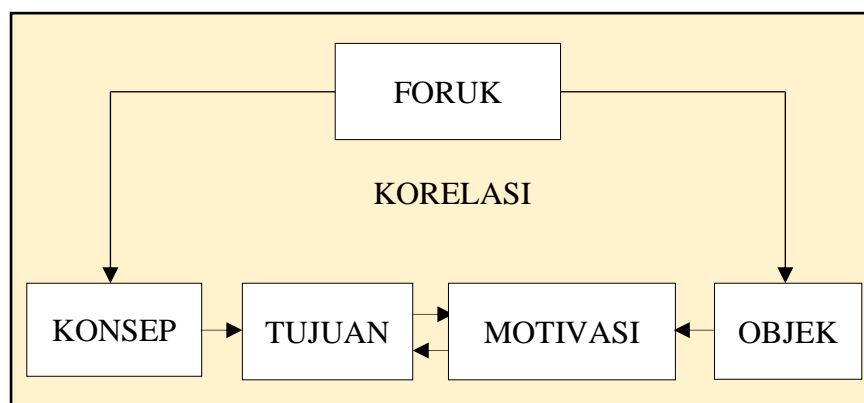 FORUK
KORELASI
KONSEP
TUJUAN
MOTIVASI
OBJEK